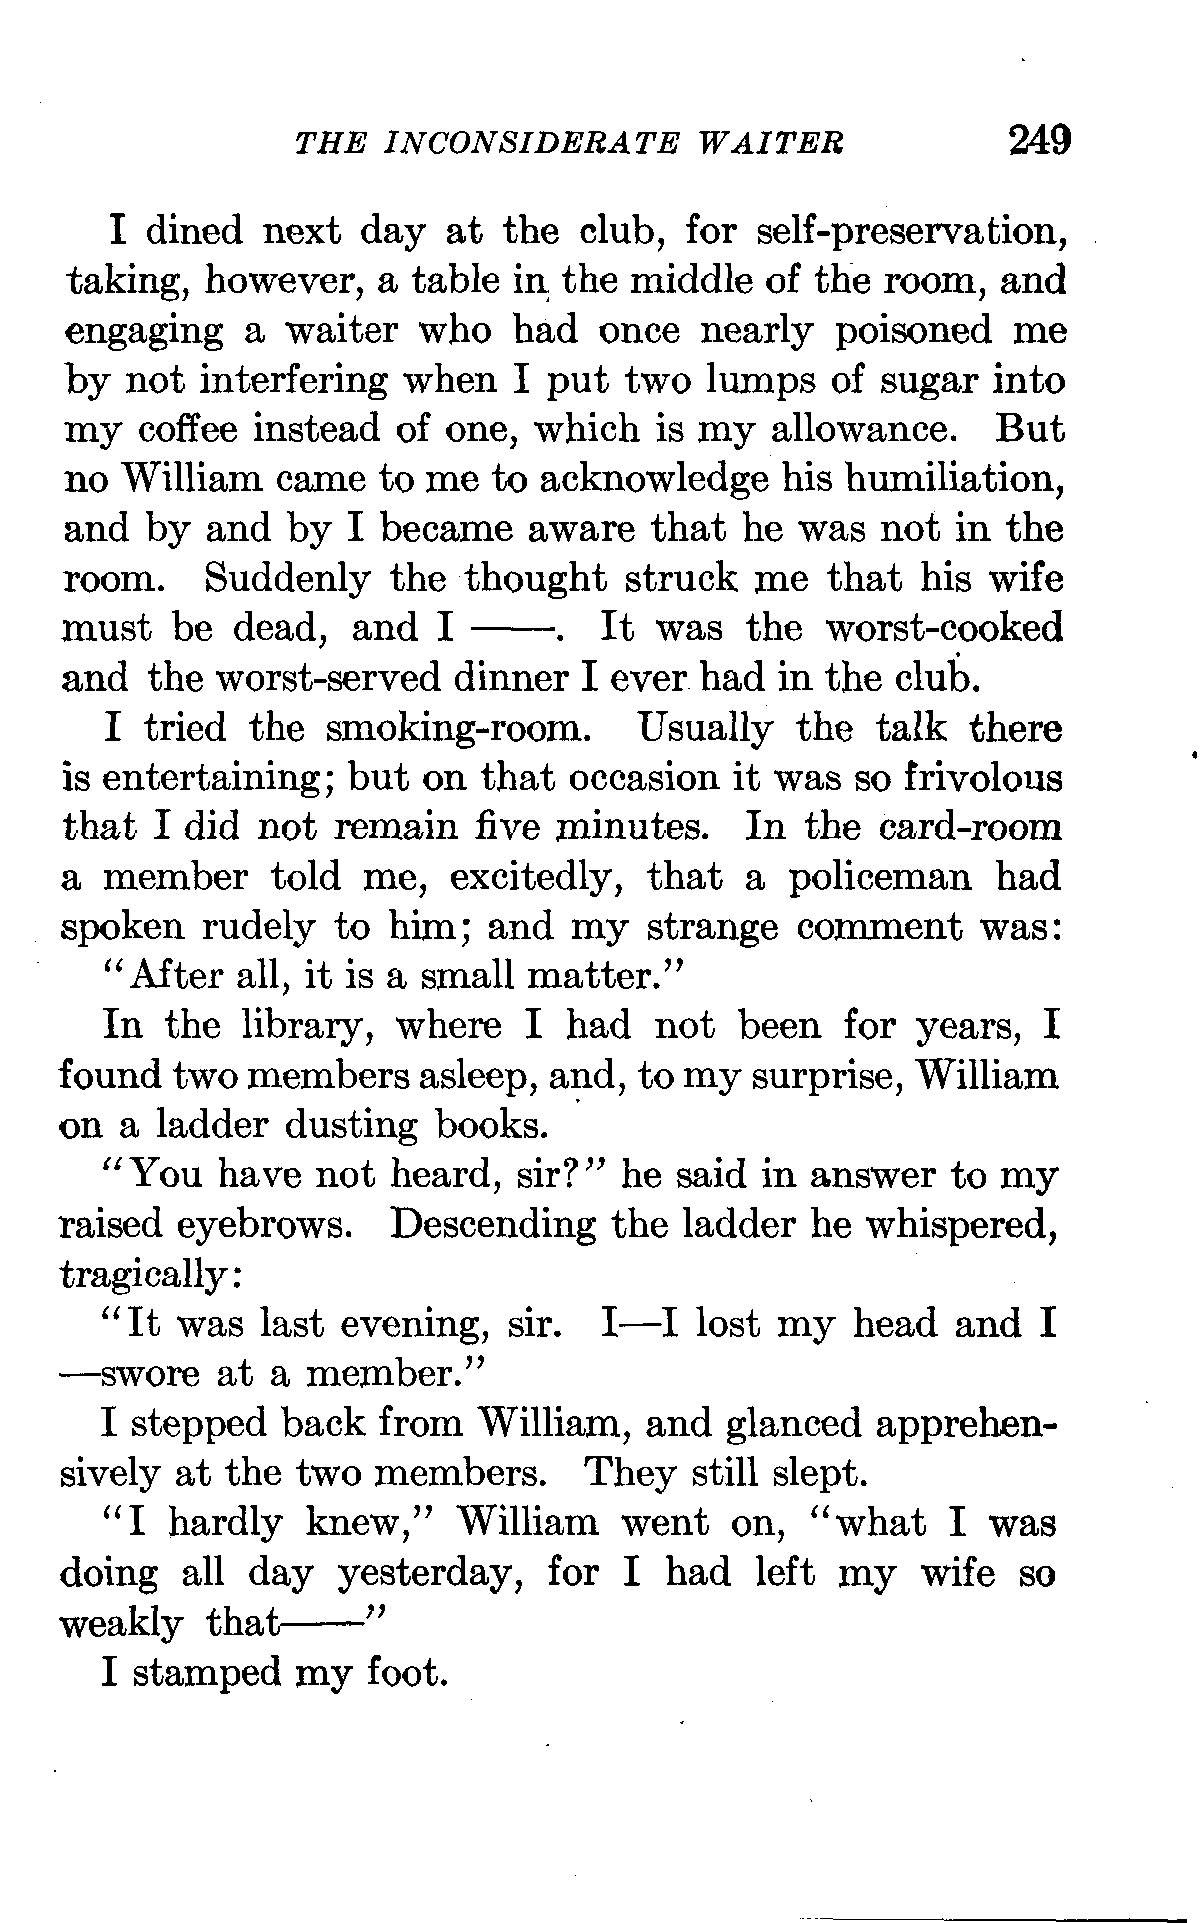 THE INCONSIDERATE WAITER 249
I dined next day at the club, for self-preservation,
taking, however, a table in the middle of the room, and
engaging a waiter who had once nearly poisoned me
by not interfering when I put two lumps of sugar into
my coffee instead of one, which is my allowance. But
no William came to me to acknowledge his humiliation,
and by and by I became aware that he was not in the
room. Suddenly the thought struck me that his wife
must be dead, and I ——. It was the worst-cooked
and the worst-served dinner I ever had in the club.
I tried the smoking-room. Usually the talk there
is entertaining; but on that occasion it was so frivolous
that I did not remain five minutes. In the card-room
a member told me, excitedly, that a policeman had
spoken rudely to him; and my strange comment was:
“After all, it is a small matter.”
In the library, where I had not been for years, I
found two members asleep, and, to my surprise, William
on a ladder dusting books.
“You have not heard, sir?” he said in answer to my
raised eyebrows. Descending the ladder he whispered,
tragically:
“It was last evening, sir. I—I lost my head and I
—swore at a member.”
I stepped back from William, and glanced apprehen-
sively at the two members. They still slept.
“I hardly knew,” William went on, “what I was
doing all day yesterday, for I had left my wife so
weakly that——”
I stamped my foot.